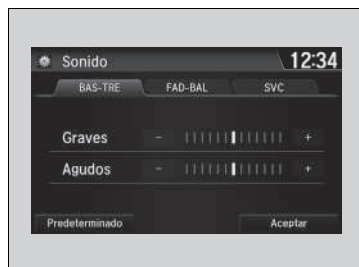 Sonido 12:34
BAS-TRE FAD-BAL SVC
Graves - +
Agudos - +
Predeterminado Aceptar